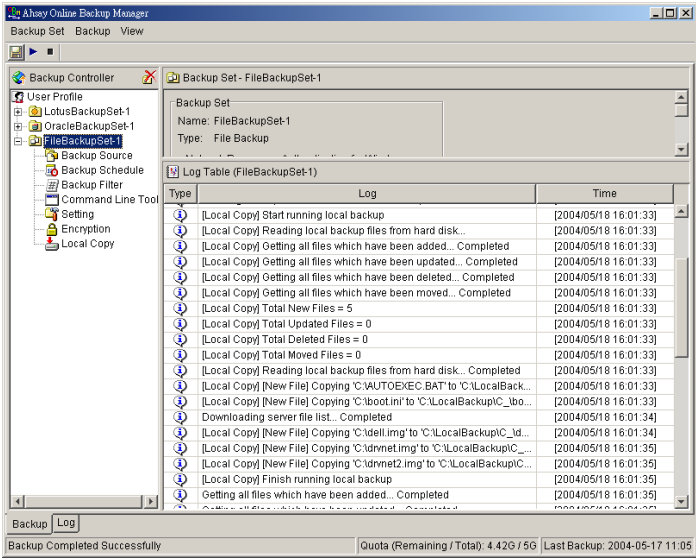 Ahsay Online Backup Manager
Backup Set Backup View
Backup Controller
User Profile
LotusBackupSet-1
OracleBackupSet-1
FileBackupSet-1
Backup Source
Backup Schedule
Backup Filter
Command Line Tool
Setting
Encryption
Local Copy
Backup Set - FileBackupSet-1
Backup Set
Name: FileBackupSet-1
Type: File Backup
Log Table (FileBackupSet-1)
Type Log Time
[Local Copy] Start running local backup [2004/05/18 16:01:33]
[Local Copy] Reading local backup files from hard disk... [2004/05/18 16:01:33]
[Local Copy] Getting all files which have been added... Completed [2004/05/18 16:01:33]
[Local Copy] Getting all files which have been updated... Completed [2004/05/18 16:01:33]
[Local Copy] Getting all files which have been deleted... Completed [2004/05/18 16:01:33]
[Local Copy] Getting all files which have been moved... Completed [2004/05/18 16:01:33]
[Local Copy] Total New Files = 5 [2004/05/18 16:01:33]
[Local Copy] Total Updated Files = 0 [2004/05/18 16:01:33]
[Local Copy] Total Deleted Files = 0 [2004/05/18 16:01:33]
[Local Copy] Total Moved Files = 0 [2004/05/18 16:01:33]
[Local Copy] Reading local backup files from hard disk... Completed [2004/05/18 16:01:33]
[Local Copy] [New File] Copying 'C:\AUTOEXEC.BAT' to 'C:\LocalBack... [2004/05/18 16:01:33]
[Local Copy] [New File] Copying 'C:\boot.ini' to 'C:\LocalBackup\C_\bo... [2004/05/18 16:01:33]
Downloading server file list... Completed [2004/05/18 16:01:34]
[Local Copy] [New File] Copying 'C:\dell.img' to 'C:\LocalBackup\C_\d... [2004/05/18 16:01:34]
[Local Copy] [New File] Copying 'C:\drvnet.img' to 'C:\LocalBackup\C_... [2004/05/18 16:01:35]
[Local Copy] [New File] Copying 'C:\drvnet2.img' to 'C:\LocalBackup\C... [2004/05/18 16:01:35]
[Local Copy] Finish running local backup [2004/05/18 16:01:35]
Getting all files which have been added... Completed [2004/05/18 16:01:35]
Backup Log
Backup Completed Successfully Quota (Remaining / Total): 4.42G / 5G Last Backup: 2004-05-17 11:05